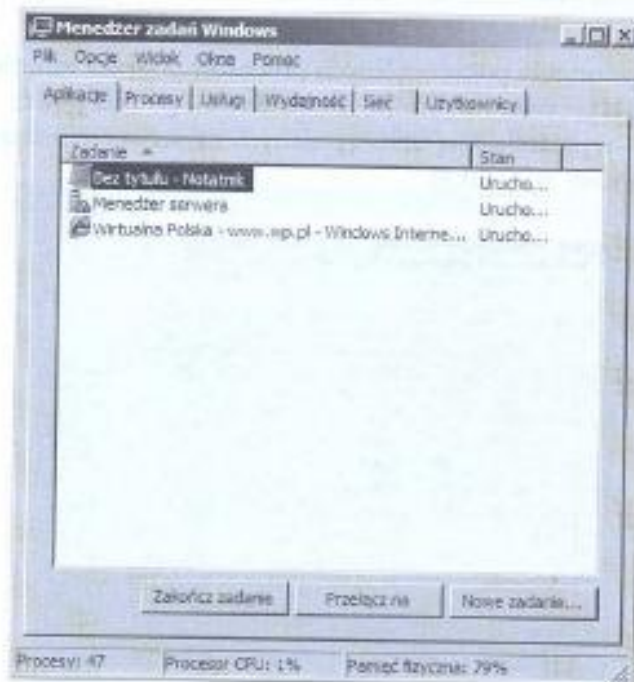 Menedżer zadań Windows
Plik Opcje Widok Okna Pomoc
Aplikacje Procesy Usługi Wydajność Sieć Użytkownicy
Zadanie Stan
Bez tytułu - Notatnik Urucho...
Menedżer serwera Urucho...
Wirtualna Polska - www.wp.pl - Windows Interne... Urucho...
Zakończ zadanie Przełącz na Nowe zadanie...
Procesy: 47 Procesor CPU: 1% Pamięć fizyczna: 29%